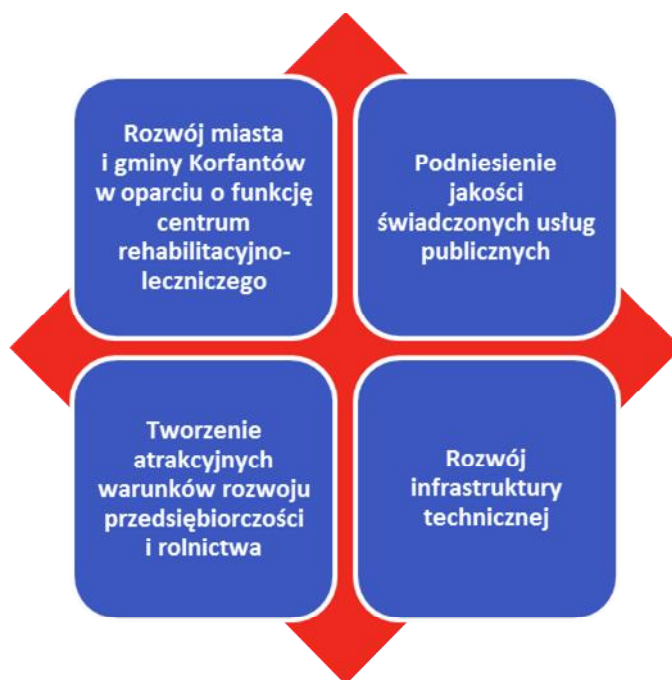 Rozwój miasta
i gminy Korfantów
w oparciu o funkcję
centrum
rehabilitacyjno-
leczniczego
Podniesienie
jakości
świadczonych usług
publicznych
Tworzenie
atrakcyjnych
warunków rozwoju
przedsiębiorczości
i rolnictwa
Rozwój
infrastruktury
technicznej